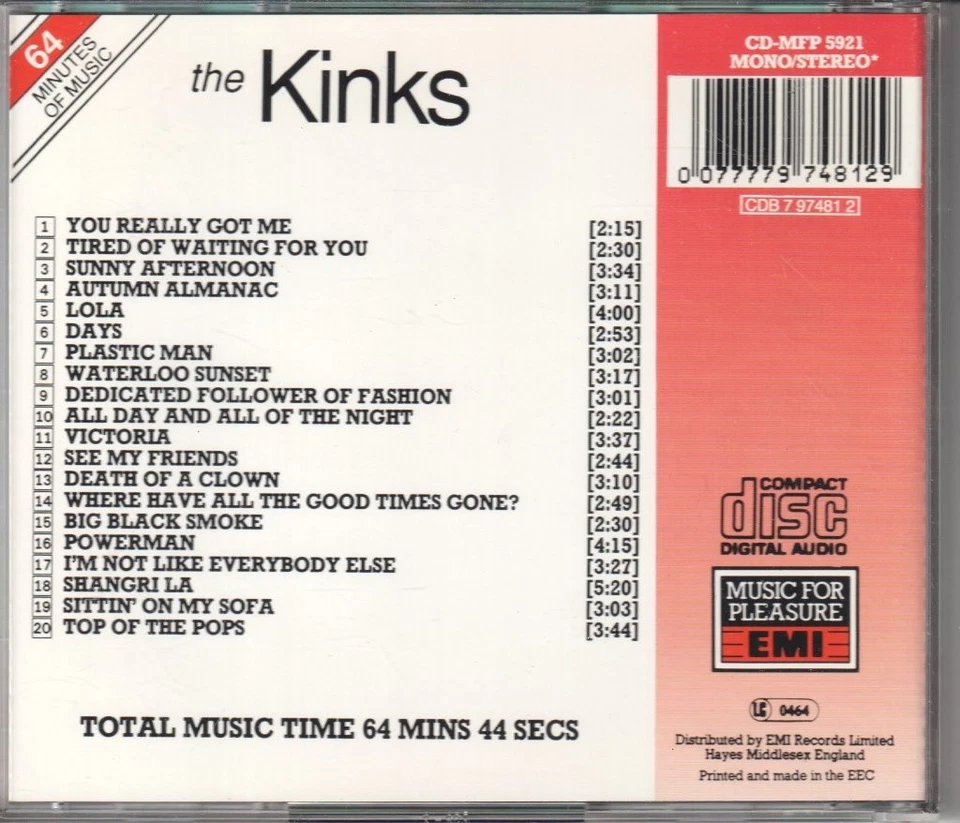 64
MINUTES
OF MUSIC
the Kinks
CD-MFP 5921
MONO/STEREO*
0 077779 748129
CDB 7 97481 2
1 YOU REALLY GOT ME [2:15]
2 TIRED OF WAITING FOR YOU [2:30]
3 SUNNY AFTERNOON [3:34]
4 AUTUMN ALMANAC [3:11]
5 LOLA [4:00]
6 DAYS [2:53]
7 PLASTIC MAN [3:02]
8 WATERLOO SUNSET [3:17]
9 DEDICATED FOLLOWER OF FASHION [3:01]
10 ALL DAY AND ALL OF THE NIGHT [2:22]
11 VICTORIA [3:37]
12 SEE MY FRIENDS [2:44]
13 DEATH OF A CLOWN [3:10]
14 WHERE HAVE ALL THE GOOD TIMES GONE? [2:49]
15 BIG BLACK SMOKE [2:30]
16 POWERMAN [4:15]
17 I'M NOT LIKE EVERYBODY ELSE [3:27]
18 SHANGRI LA [5:20]
19 SITTIN' ON MY SOFA [3:03]
20 TOP OF THE POPS [3:44]
TOTAL MUSIC TIME 64 MINS 44 SECS
COMPACT
disc
DIGITAL AUDIO
MUSIC FOR
PLEASURE
EMI
LC 0464
Distributed by EMI Records Limited
Hayes Middlesex England
Printed and made in the EEC